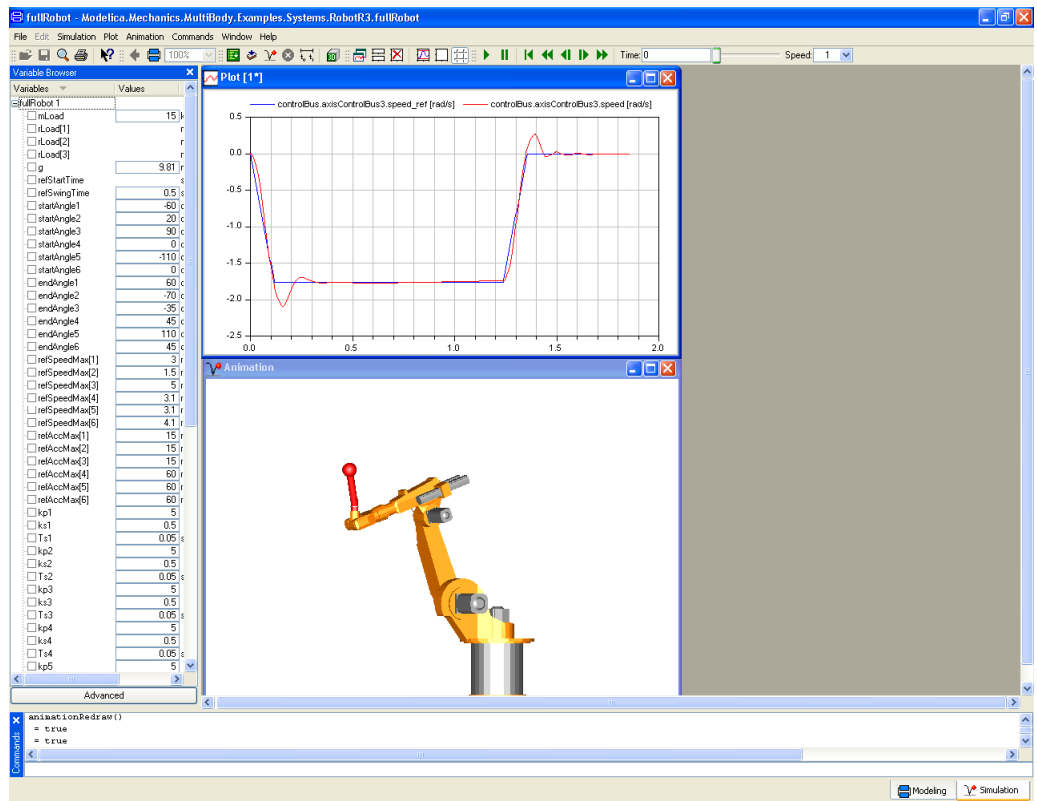 fullRobot - Modelica.Mechanics.MultiBody.Examples.Systems.RobotR3.fullRobot
File Edit Simulation Plot Animation Commands Window Help
100% Time: 0 Speed: 1
Variable Browser
Variables Values
fullRobot 1
mLoad 15
rLoad[1] r
rLoad[2] r
rLoad[3] r
g 9.81 r
refStartTime s
refSwingTime 0.5 s
startAngle1 -60
startAngle2 20
startAngle3 90
startAngle4 0
startAngle5 -110
startAngle6 0
endAngle1 60
endAngle2 -70
endAngle3 -35
endAngle4 45
endAngle5 110
endAngle6 45
refSpeedMax[1] 3 r
refSpeedMax[2] 1.5 r
refSpeedMax[3] 5 r
refSpeedMax[4] 3.1 r
refSpeedMax[5] 3.1 r
refSpeedMax[6] 4.1 r
refAccMax[1] 15 r
refAccMax[2] 15 r
refAccMax[3] 15 r
refAccMax[4] 60 r
refAccMax[5] 60 r
refAccMax[6] 60 r
kp1 5
ks1 0.5
Ts1 0.05 s
kp2 5
ks2 0.5
Ts2 0.05 s
kp3 5
ks3 0.5
Ts3 0.05 s
kp4 5
ks4 0.5
Ts4 0.05 s
kp5 5
Advanced
Plot [1*]
controlBus.axisControlBus3.speed_ref [rad/s] controlBus.axisControlBus3.speed [rad/s]
0.5
0.0
-0.5
-1.0
-1.5
-2.0
-2.5
0.0 0.5 1.0 1.5 2.0
Animation
Commands
animationRedraw()
= true
= true
Modeling Simulation